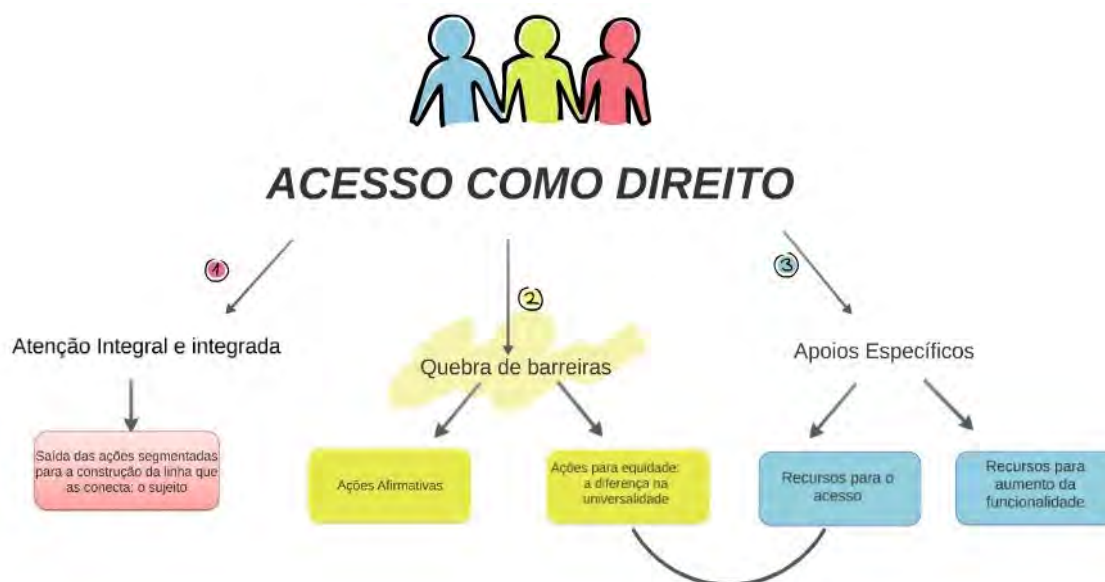 ACESSO COMO DIREITO
1
2
3
Atenção Integral e integrada
Quebra de barreiras
Apoios Específicos
Saída das ações segmentadas
para a construção da linha que
as conecta: o sujeito
Ações Afirmativas
Ações para equidade:
a diferença na
universalidade
Recursos para o
acesso
Recursos para
aumento da
funcionalidade